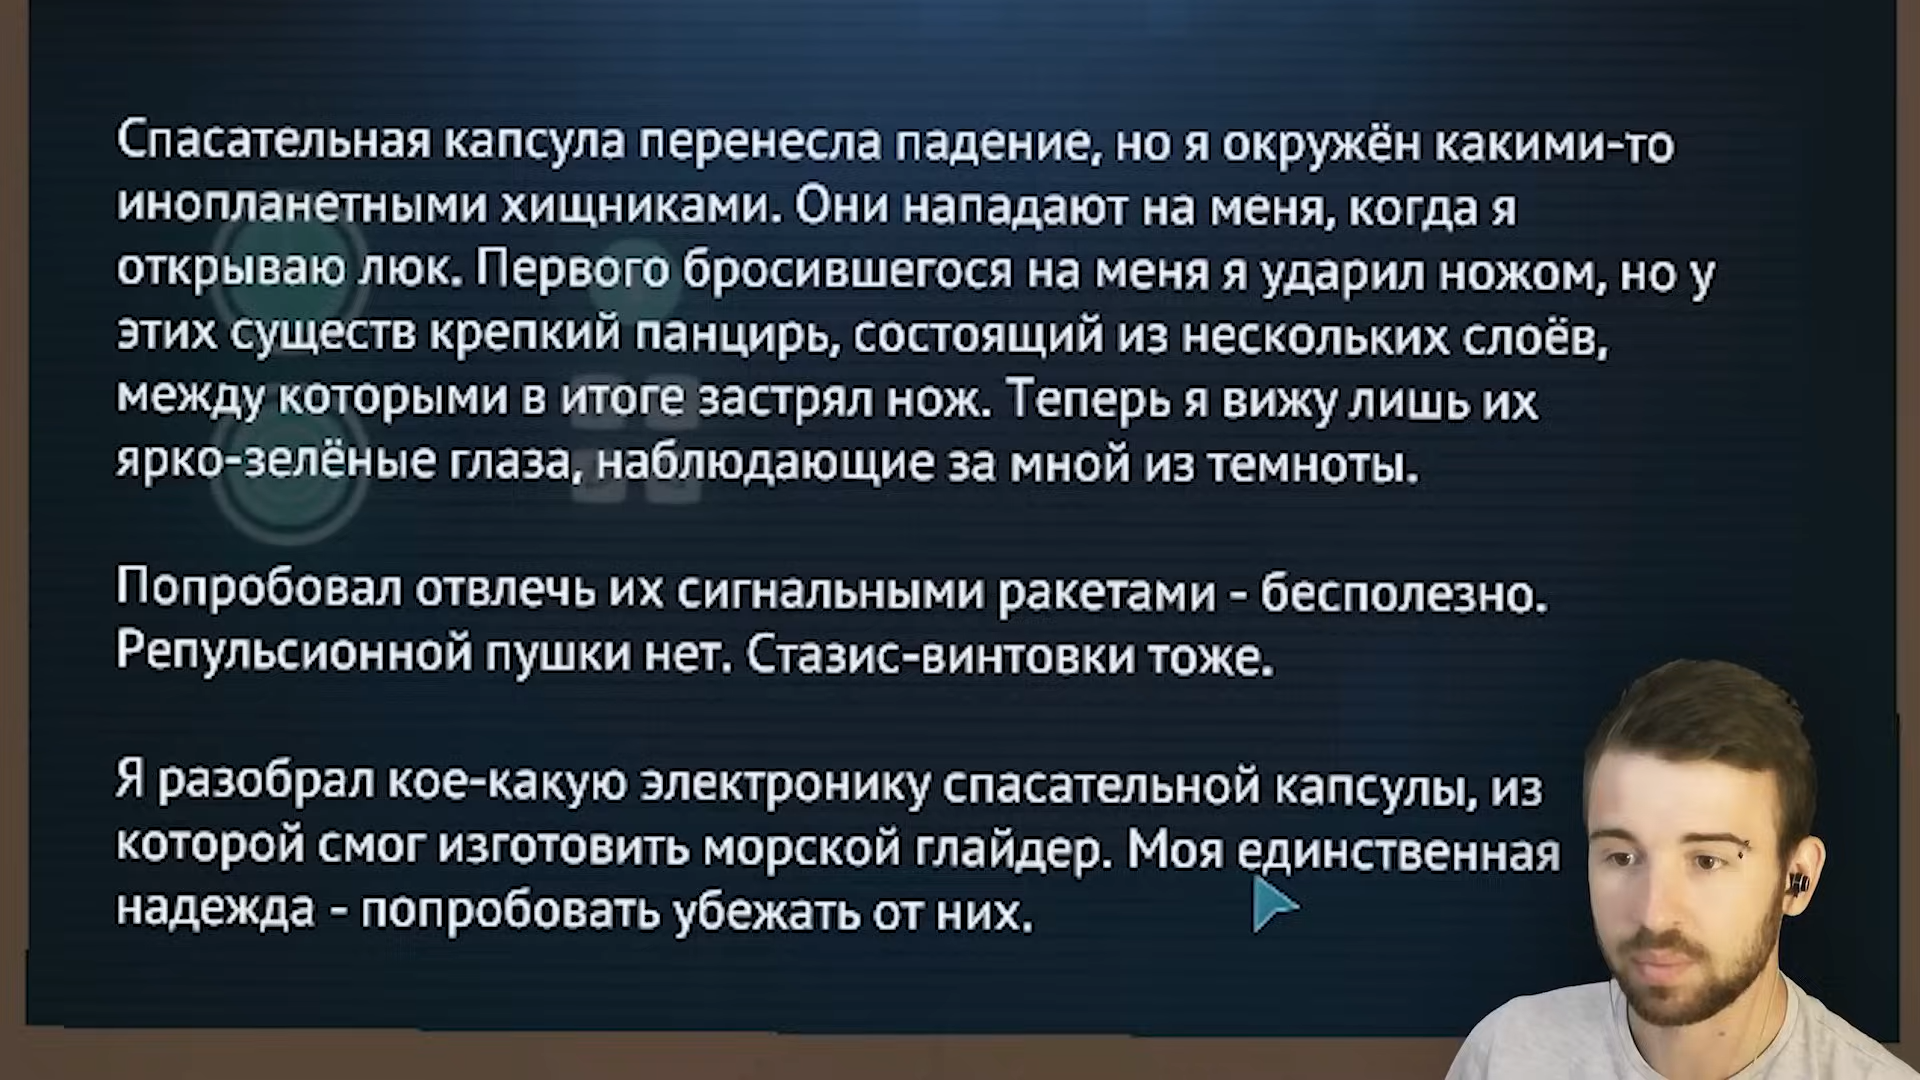 Спасательная капсула перенесла падение, но я окружён какими-то
инопланетными хищниками. Они нападают на меня, когда я
открываю люк. Первого бросившегося на меня я ударил ножом, но у
этих существ крепкий панцирь, состоящий из нескольких слоёв,
между которыми в итоге застрял нож. Теперь я вижу лишь их
ярко-зелёные глаза, наблюдающие за мной из темноты.
Попробовал отвлечь их сигнальными ракетами - бесполезно.
Репульсионной пушки нет. Стазис-винтовки тоже.
Я разобрал кое-какую электронику спасательной капсулы, из
которой смог изготовить морской глайдер. Моя единственная
надежда - попробовать убежать от них.